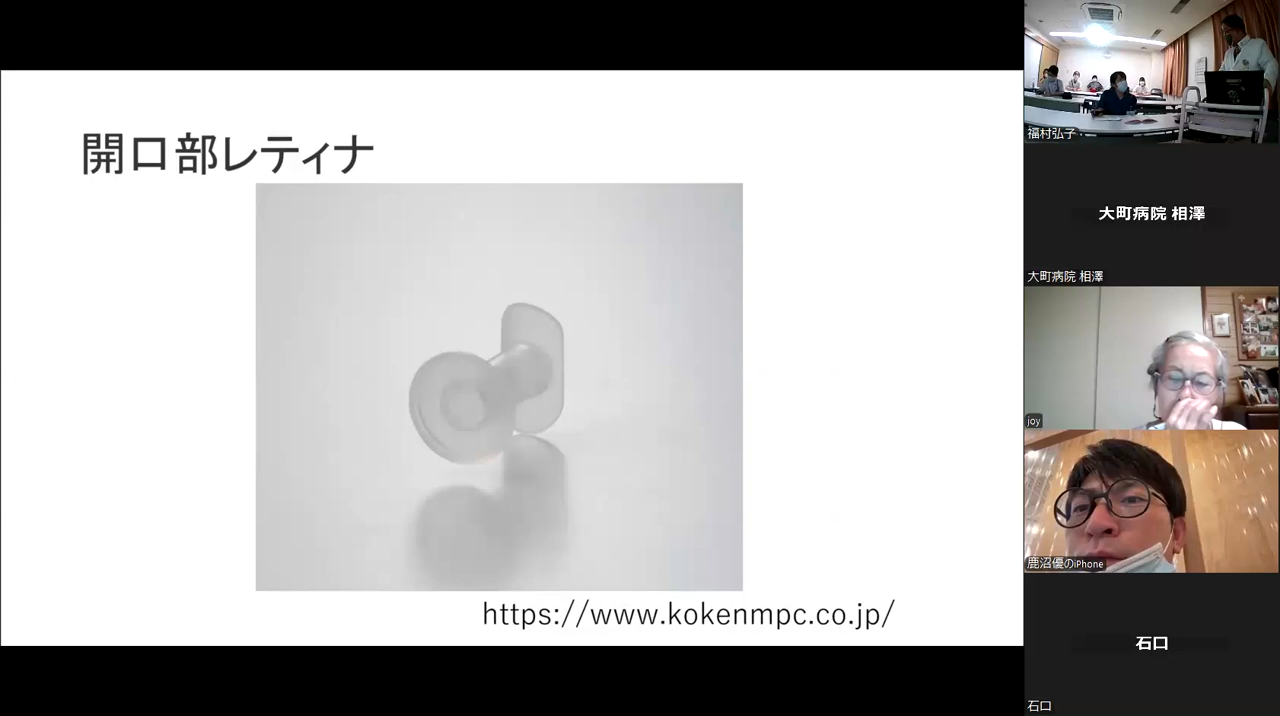 開口部レティナ
https://www.kokenmpc.co.jp/
福村弘子
大町病院 相澤
大町病院 相澤
joy
鹿沼優のiPhone
石口
石口